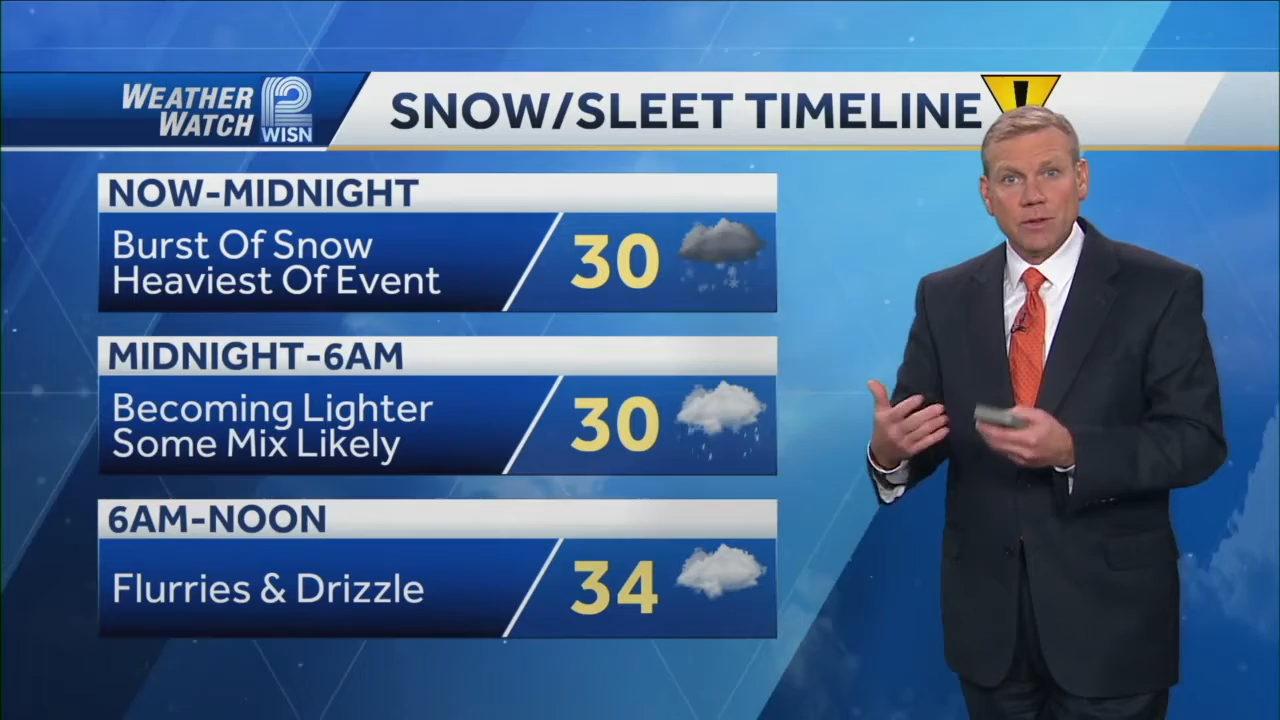 WEATHER
WATCH
12
WISN
SNOW/SLEET TIMELINE
!
NOW-MIDNIGHT
Burst Of Snow
Heaviest Of Event
30
MIDNIGHT-6AM
Becoming Lighter
Some Mix Likely
30
6AM-NOON
Flurries & Drizzle
34